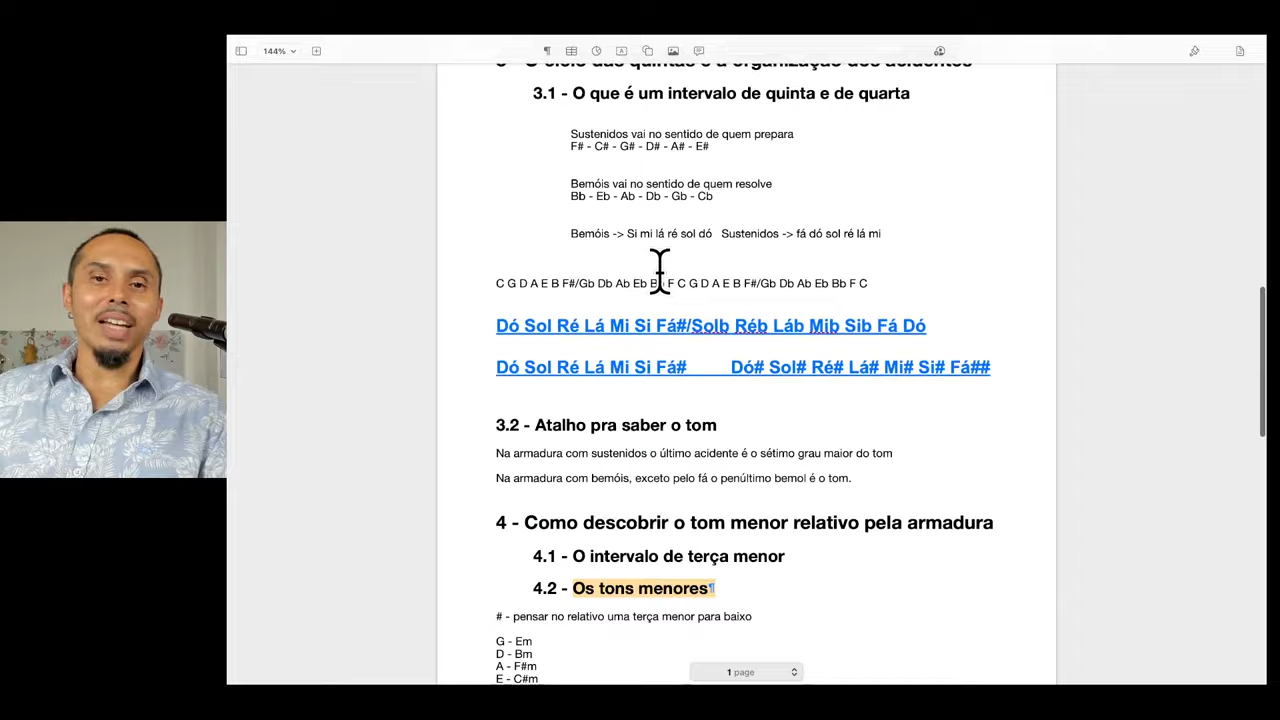 144%
3 - O ciclo das quintas e a organização dos acidentes
3.1 - O que é um intervalo de quinta e de quarta
Sustenidos vai no sentido de quem prepara
F# - C# - G# - D# - A# - E#
Bemóis vai no sentido de quem resolve
Bb - Eb - Ab - Db - Gb - Cb
Bemóis -> Si mi lá ré sol dó Sustenidos -> fá dó sol ré lá mi
C G D A E B F#/Gb Db Ab Eb Bb F C G D A E B F#/Gb Db Ab Eb Bb F C
Dó Sol Ré Lá Mi Si Fá#/Solb Réb Láb Mib Sib Fá Dó
Dó Sol Ré Lá Mi Si Fá# Dó# Sol# Ré# Lá# Mi# Si# Fá##
3.2 - Atalho pra saber o tom
Na armadura com sustenidos o último acidente é o sétimo grau maior do tom
Na armadura com bemóis, exceto pelo fá o penúltimo bemol é o tom.
4 - Como descobrir o tom menor relativo pela armadura
4.1 - O intervalo de terça menor
4.2 - Os tons menores¶
# - pensar no relativo uma terça menor para baixo
G - Em
D - Bm
A - F#m
E - C#m
1 page